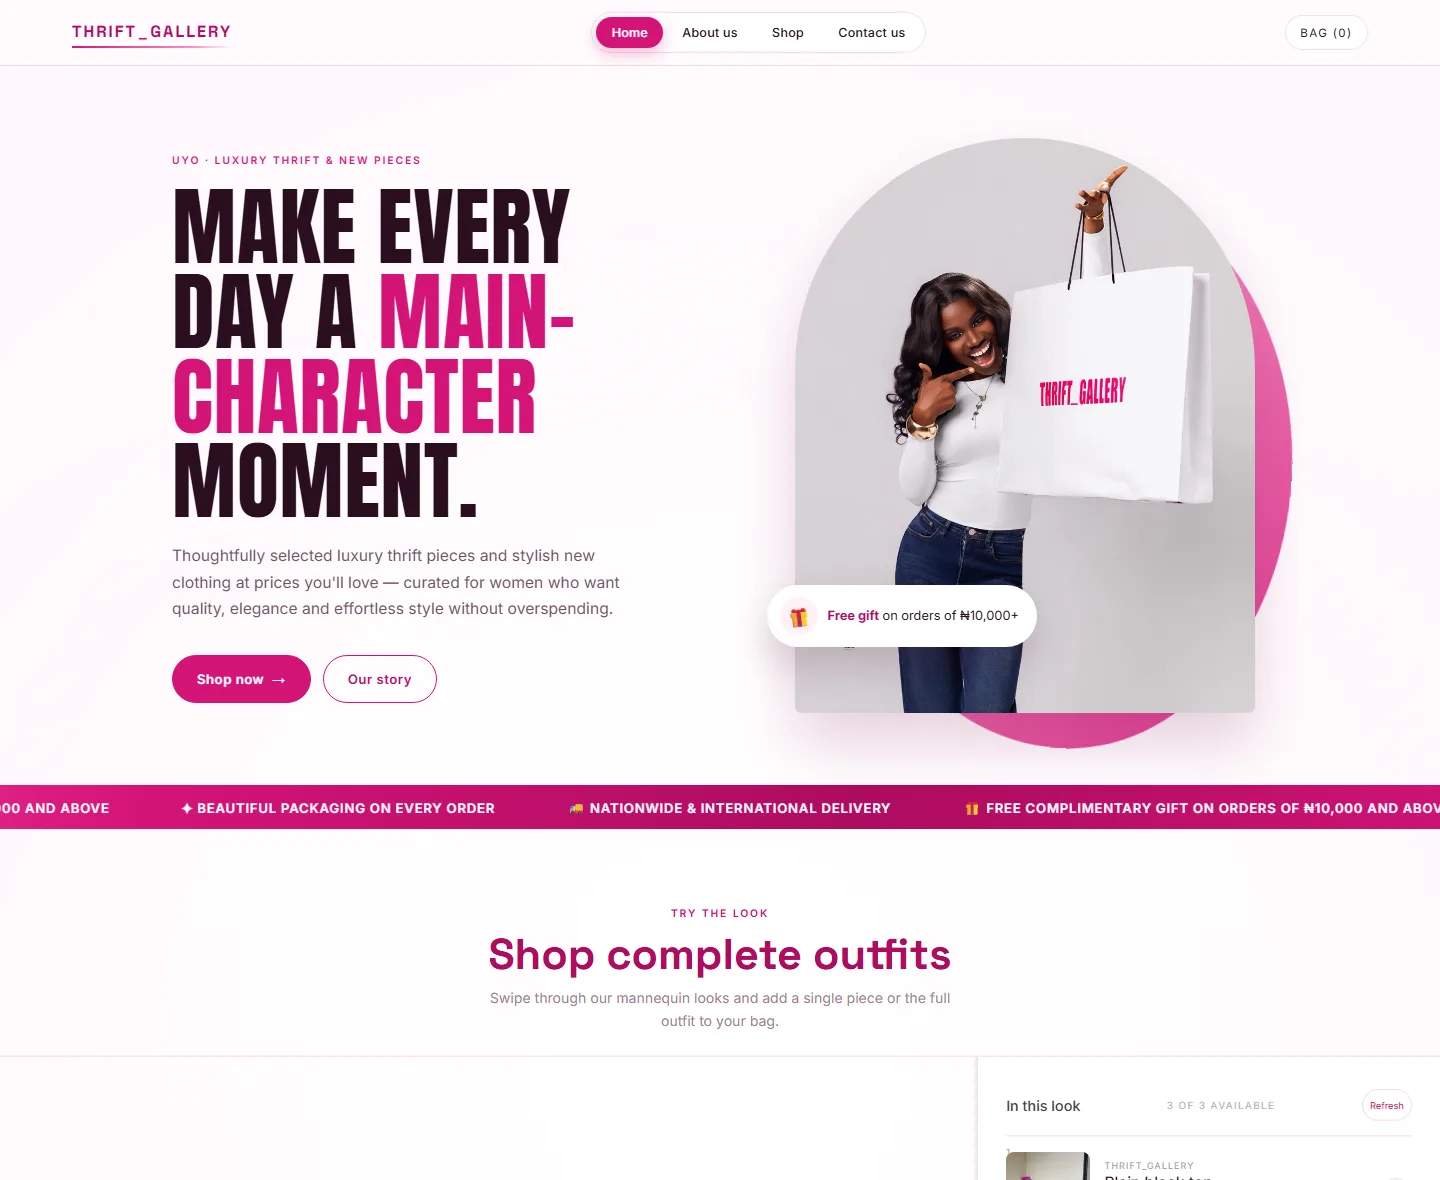 THRIFT_GALLERY
Home
About us
Shop
Contact us
BAG (0)
UYO · LUXURY THRIFT & NEW PIECES
MAKE EVERY
DAY A MAIN-
CHARACTER
MOMENT.
THRIFT_GALLERY
Thoughtfully selected luxury thrift pieces and stylish new
clothing at prices you'll love — curated for women who want
quality, elegance and effortless style without overspending.
Free gift on orders of ₦10,000+
Shop now →
Our story
00 AND ABOVE
✦ BEAUTIFUL PACKAGING ON EVERY ORDER
🚚 NATIONWIDE & INTERNATIONAL DELIVERY
🎁 FREE COMPLIMENTARY GIFT ON ORDERS OF ₦10,000 AND ABOV
TRY THE LOOK
Shop complete outfits
Swipe through our mannequin looks and add a single piece or the full
outfit to your bag.
In this look
3 OF 3 AVAILABLE
Refresh
THRIFT_GALLERY
Plain black top